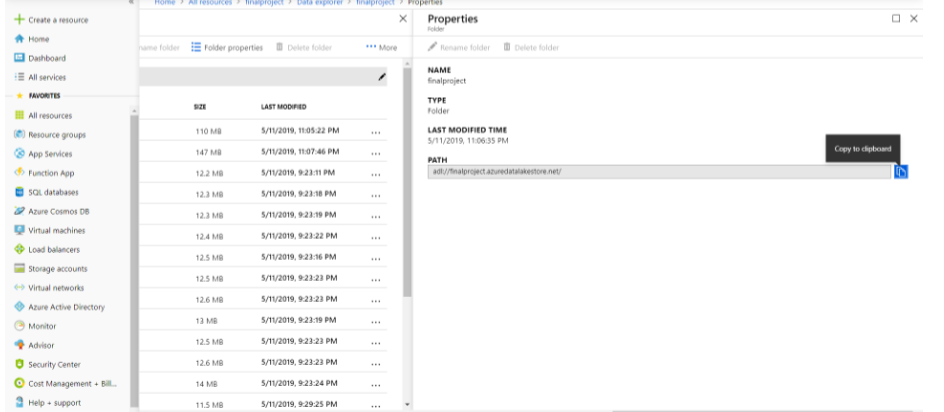 Home / All resources / finalproject / Data explorer / finalproject / Properties
Create a resource
Home
Dashboard
All services
FAVORITES
All resources
Resource groups
App Services
Function App
SQL databases
Azure Cosmos DB
Virtual machines
Load balancers
Storage accounts
Virtual networks
Azure Active Directory
Monitor
Advisor
Security Center
Cost Management + Bill...
Help + support
name folder Folder properties Delete folder ••• More
SIZE LAST MODIFIED
110 MB 5/11/2019, 11:05:22 PM ...
147 MB 5/11/2019, 11:07:46 PM ...
12.2 MB 5/11/2019, 9:23:11 PM ...
12.3 MB 5/11/2019, 9:23:18 PM ...
12.3 MB 5/11/2019, 9:23:19 PM ...
12.4 MB 5/11/2019, 9:23:22 PM ...
12.5 MB 5/11/2019, 9:23:16 PM ...
12.5 MB 5/11/2019, 9:23:23 PM ...
12.6 MB 5/11/2019, 9:23:23 PM ...
13 MB 5/11/2019, 9:23:19 PM ...
12.5 MB 5/11/2019, 9:23:23 PM ...
12.6 MB 5/11/2019, 9:23:23 PM ...
14 MB 5/11/2019, 9:23:24 PM ...
11.5 MB 5/11/2019, 9:29:25 PM ...
Properties
Folder
Rename folder Delete folder
NAME
finalproject
TYPE
Folder
LAST MODIFIED TIME
5/11/2019, 11:06:35 PM
Copy to clipboard
PATH
adl://finalproject.azuredatalakestore.net/